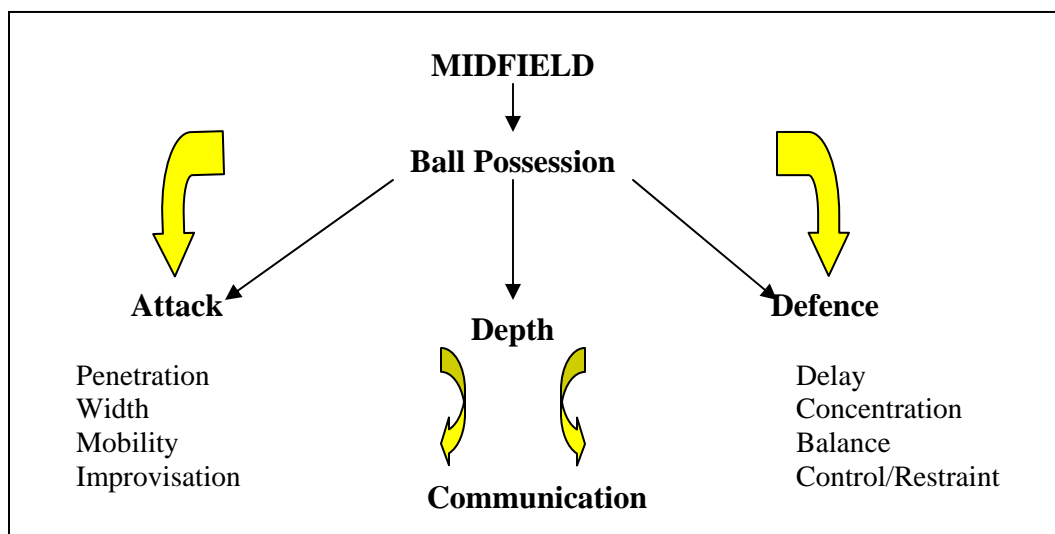 MIDFIELD
Ball Possession
Attack
Defence
Depth
Penetration
Width
Mobility
Improvisation
Delay
Concentration
Balance
Control/Restraint
Communication